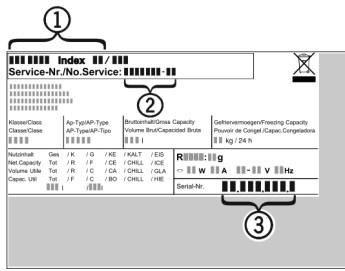 1
Index /
Service-Nr./No.Service: -
2
Klasse/Class Ap-Typ/AP-Type Bruttoinhalt/Gross Capacity Gefriervermoegen/Freezing Capacity
Classe/Clase AP-Type/AP-Tipo Volume Brut/Capacidad Bruta Pouvoir de Congel./Capac.Congeladora
l kg / 24 h
Nutzinhalt Ges / K / G / KE / KALT / EIS
Net.Capacity Tot / R / F / CE / CHILL / ICE
Volume Utile Tot / R / C / CA / CHILL / GLA
Capac. Util Tot / F / C / BO / CHILL / HIE
l /
R : g
W A - V Hz
Serial-Nr. . . .
3